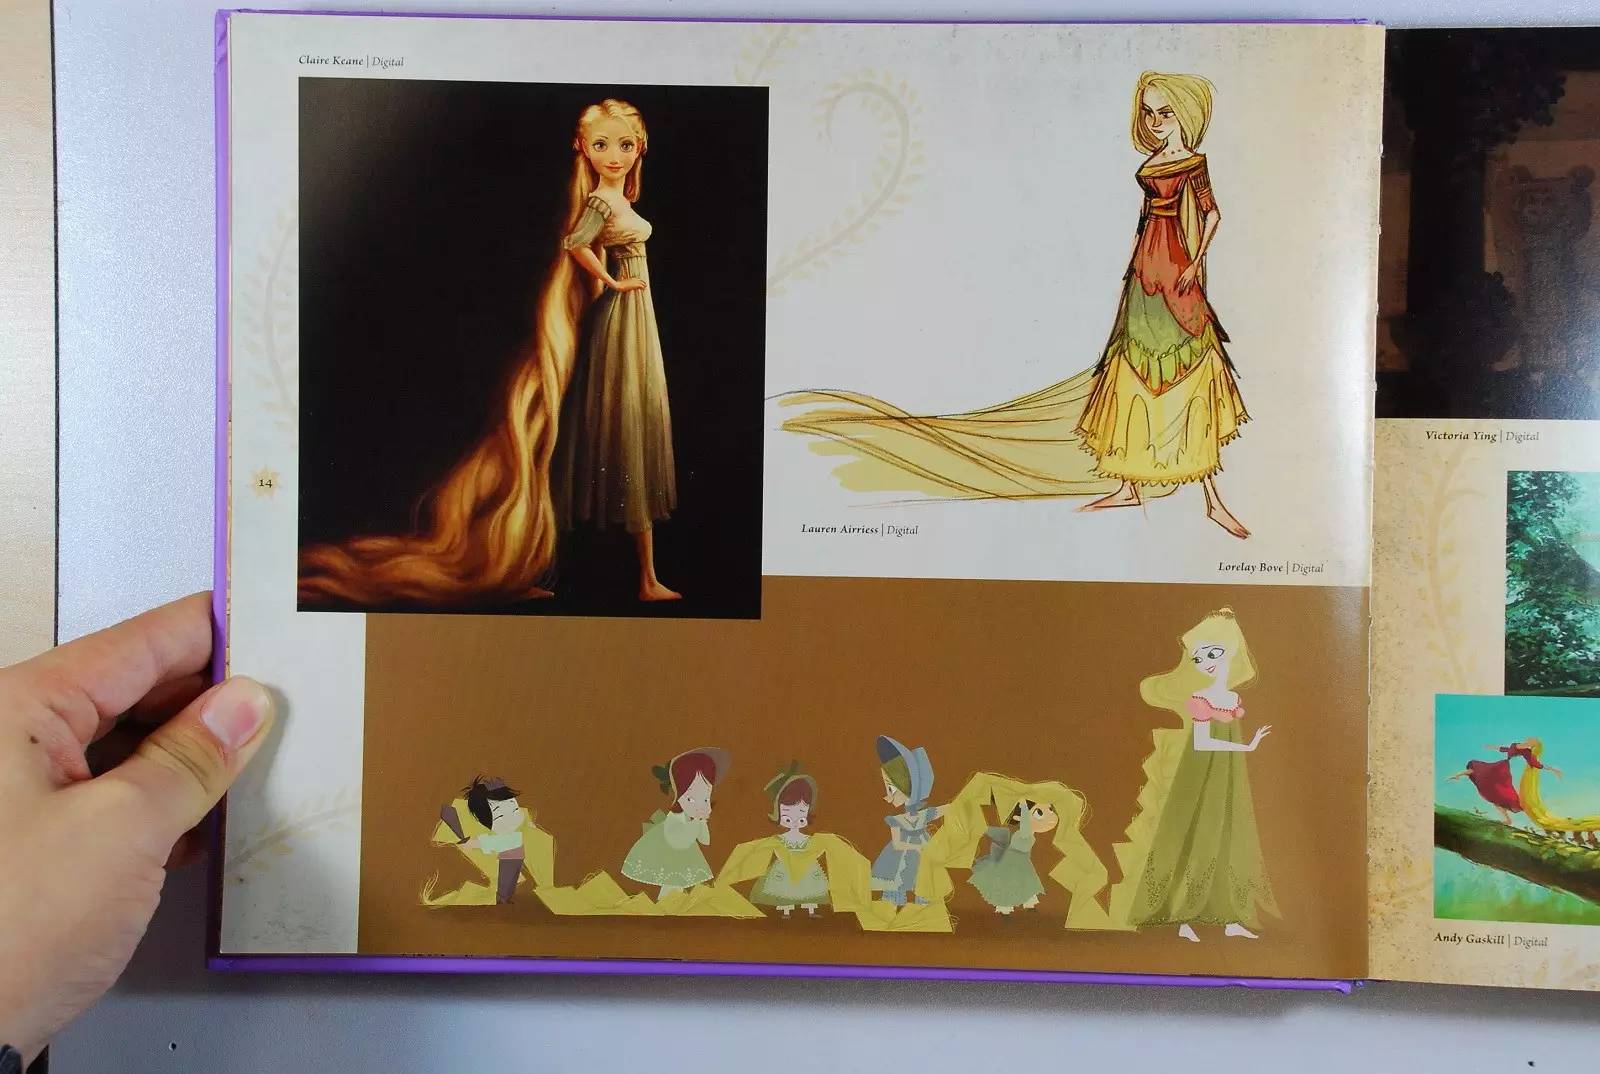 Claire Keane | Digital
14
Lauren Airriess | Digital
Lorelay Bove | Digital
Victoria Ying | Digital
Andy Gaskill | Digital